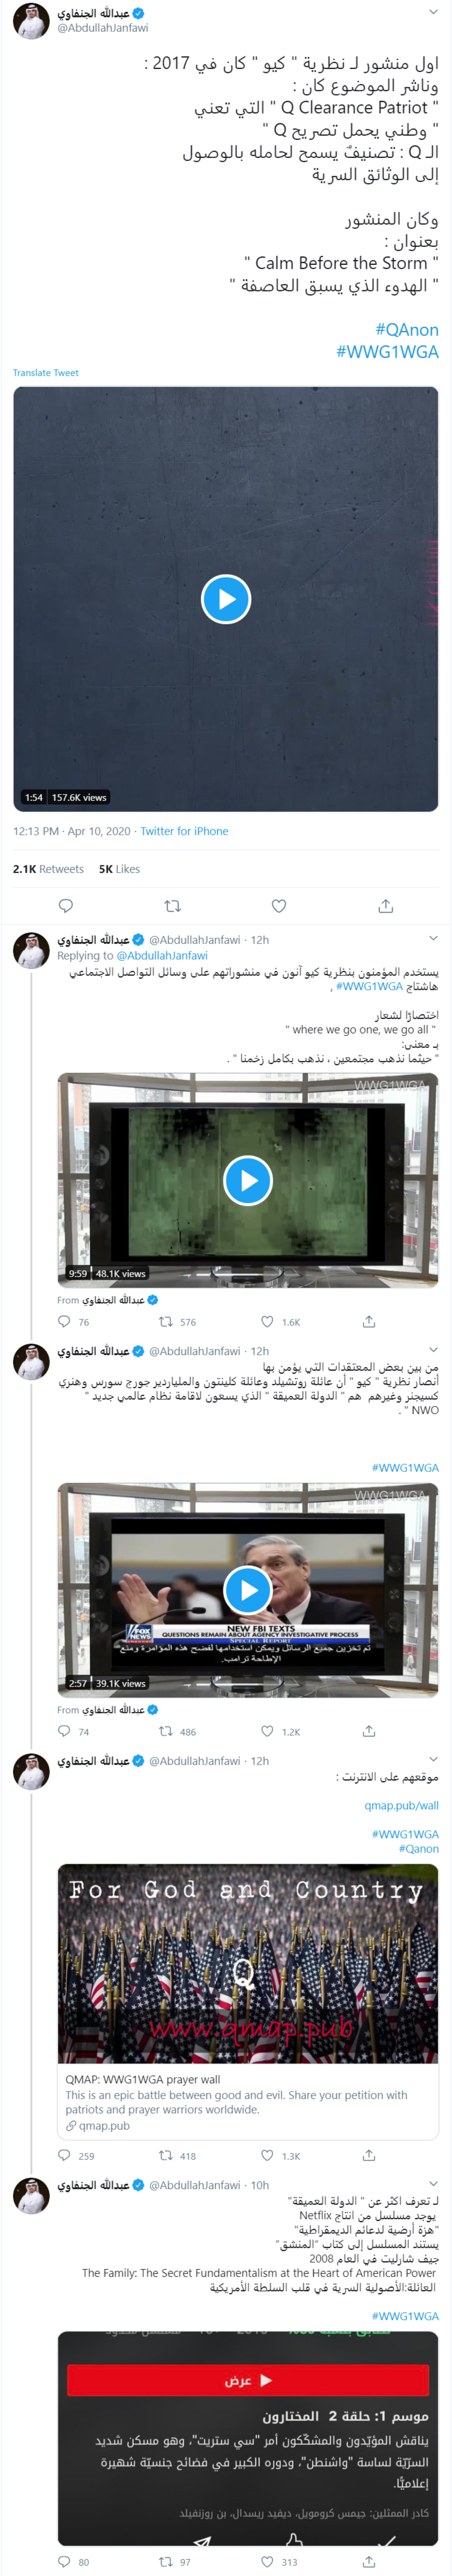 عبدالله الجنفاوي
@AbdullahJanfawi
اول منشور لـ نظرية " كيو " كان في 2017 :
وناشر الموضوع كان :
" Q Clearance Patriot " التي تعني
" وطني يحمل تصريح Q "
الـ Q : تصنيفٌ يسمح لحامله بالوصول
إلى الوثائق السرية
وكان المنشور
بعنوان :
" Calm Before the Storm "
" الهدوء الذي يسبق العاصفة "
#QAnon
#WWG1WGA
Translate Tweet
1:54 157.6K views
12:13 PM · Apr 10, 2020 · Twitter for iPhone
2.1K Retweets 5K Likes
عبدالله الجنفاوي @AbdullahJanfawi · 12h
Replying to @AbdullahJanfawi
يستخدم المؤمنون بنظرية كيو آنون في منشوراتهم على وسائل التواصل الاجتماعي
هاشتاج #WWG1WGA ,
اختصارًا لشعار
" where we go one, we go all "
بـ معنى:
" حيثما نذهب مجتمعين ، نذهب بكامل زخمنا " .
WWG1WGA
9:59 48.1K views
From عبدالله الجنفاوي
76 576 1.6K
عبدالله الجنفاوي @AbdullahJanfawi · 12h
من بين بعض المعتقدات التي يؤمن بها
أنصار نظرية " كيو " أن عائلة روتشيلد وعائلة كلينتون والملياردير جورج سورس وهنري
كسيجنر وغيرهم هم " الدولة العميقة " الذي يسعون لاقامة نظام عالمي جديد "
NWO " .
#WWG1WGA
WWG1WGA
FOX NEWS
NEW FBI TEXTS
QUESTIONS REMAIN ABOUT AGENCY INVESTIGATIVE PROCESS
SPECIAL REPORT
تم تخزين جميع الرسائل ويمكن استخدامها لفضح هذه المؤامرة ومنع
الإطاحة ترامب.
2:57 39.1K views
From عبدالله الجنفاوي
74 486 1.2K
عبدالله الجنفاوي @AbdullahJanfawi · 12h
موقعهم على الانترنت :
qmap.pub/wall
#WWG1WGA
#Qanon
For God and Country
Q
www.qmap.pub
QMAP: WWG1WGA prayer wall
This is an epic battle between good and evil. Share your petition with
patriots and prayer warriors worldwide.
qmap.pub
259 418 1.3K
عبدالله الجنفاوي @AbdullahJanfawi · 10h
لـ تعرف اكثر عن " الدولة العميقة"
يوجد مسلسل من انتاج Netflix
"هزة أرضية لدعائم الديمقراطية"
يستند المسلسل إلى كتاب "المنشق"
جيف شارليت في العام 2008
The Family: The Secret Fundamentalism at the Heart of American Power
العائلة:الأصولية السرية في قلب السلطة الأمريكية
#WWG1WGA
عرض
موسم 1: حلقة 2 المختارون
يناقش المؤيّدون والمشكّكون أمر "سي ستريت"، وهو مسكن شديد
السرّيّة لساسة "واشنطن"، ودوره الكبير في فضائح جنسيّة شهيرة
إعلاميًّا.
كادر الممثلين: جيمس كرومويل، ديفيد ريسدال، بن روزنفيلد
80 97 313